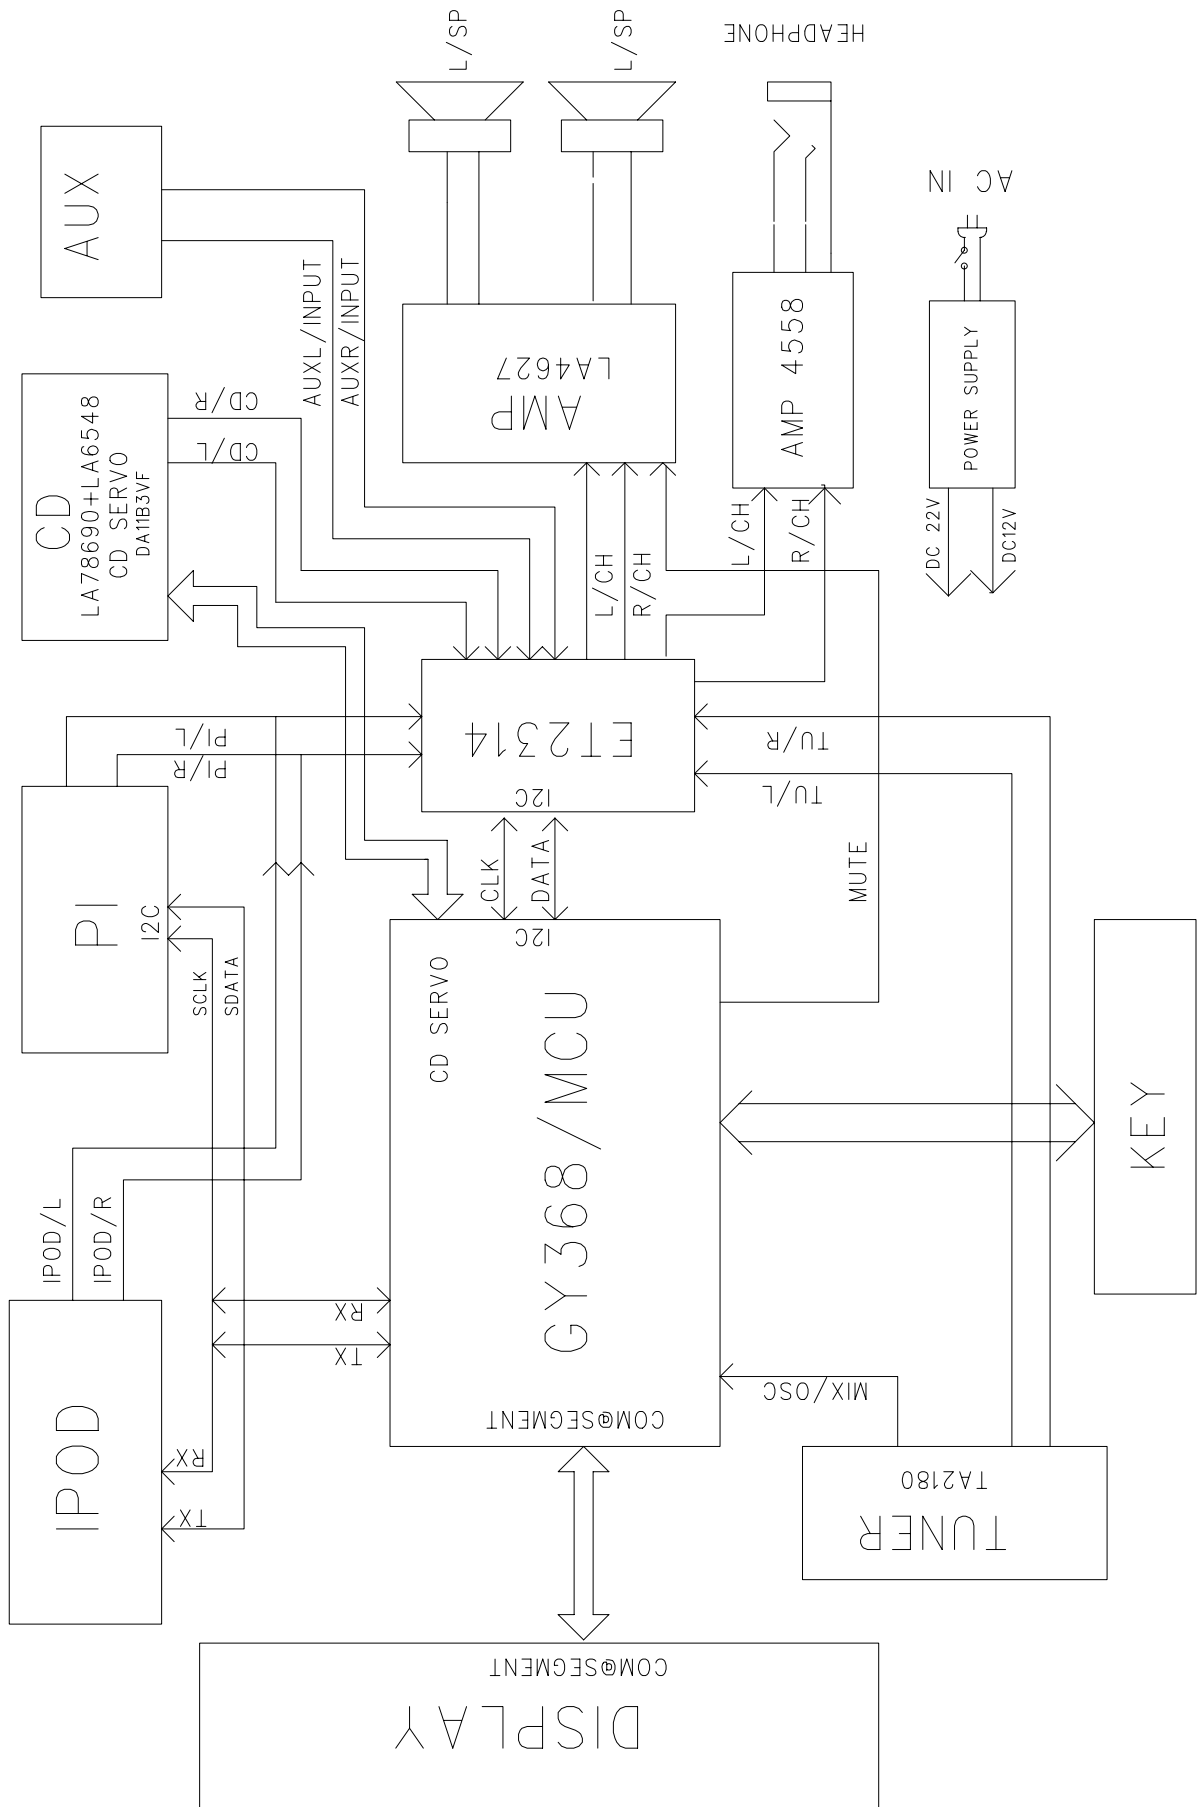 L/SP
L/SP
HEADPHONE
AUX
AC IN
AUXL/INPUT
AUXR/INPUT
AMP
LA4627
AMP 4558
POWER SUPPLY
CD
LA78690+LA6548
CD SERVO
DA11B3VF
CD/R
CD/L
L/CH
R/CH
L/CH
R/CH
DC 22V
DC12V
PI/L
PI/R
ET2314
I2C
TU/R
TU/L
PI
I2C
SCLK
SDATA
CLK
DATA
MUTE
I2C
CD SERVO
GY368/MCU
COM@SEGMENT
KEY
IPOD/L
IPOD/R
RX
TX
IPOD
RX
TX
MIX/OSC
TA2180
TUNER
COM@SEGMENT
DISPLAY